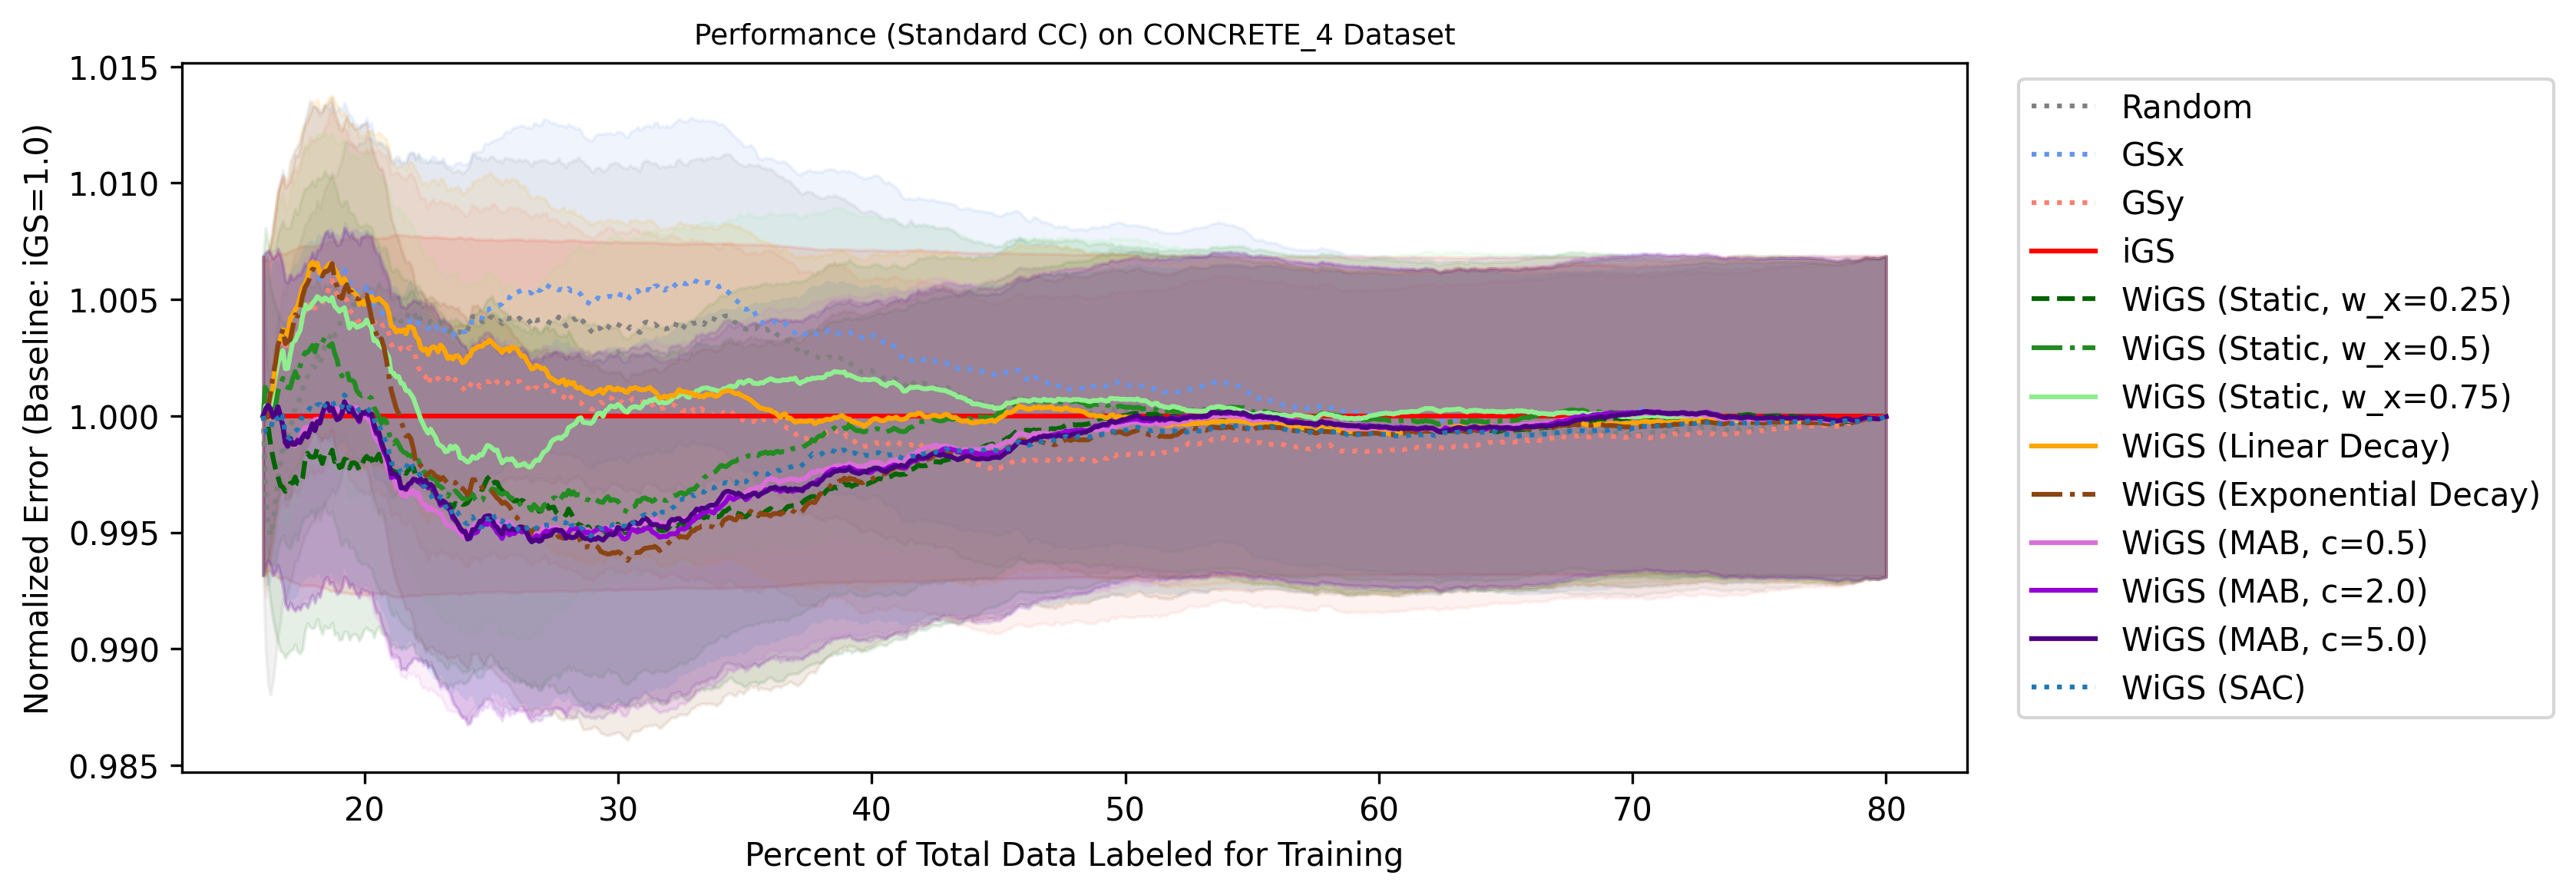 Performance (Standard CC) on CONCRETE_4 Dataset
Normalized Error (Baseline: iGS=1.0)
1.015
1.010
1.005
1.000
0.995
0.990
0.985
20 30 40 50 60 70 80
Percent of Total Data Labeled for Training
Random
GSx
GSy
iGS
WiGS (Static, w_x=0.25)
WiGS (Static, w_x=0.5)
WiGS (Static, w_x=0.75)
WiGS (Linear Decay)
WiGS (Exponential Decay)
WiGS (MAB, c=0.5)
WiGS (MAB, c=2.0)
WiGS (MAB, c=5.0)
WiGS (SAC)